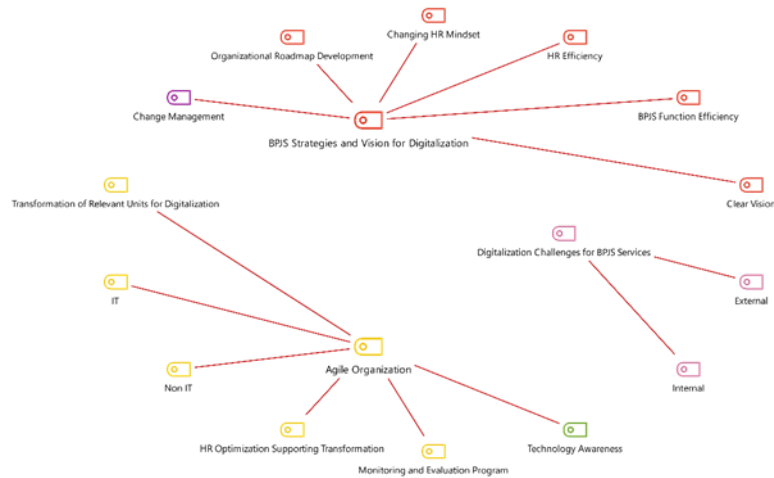 Changing HR Mindset
Organizational Roadmap Development
HR Efficiency
Change Management
BPJS Function Efficiency
BPJS Strategies and Vision for Digitalization
Transformation of Relevant Units for Digitalization
Clear Vision
Digitalization Challenges for BPJS Services
IT
External
Agile Organization
Non IT
Internal
HR Optimization Supporting Transformation
Technology Awareness
Monitoring and Evaluation Program